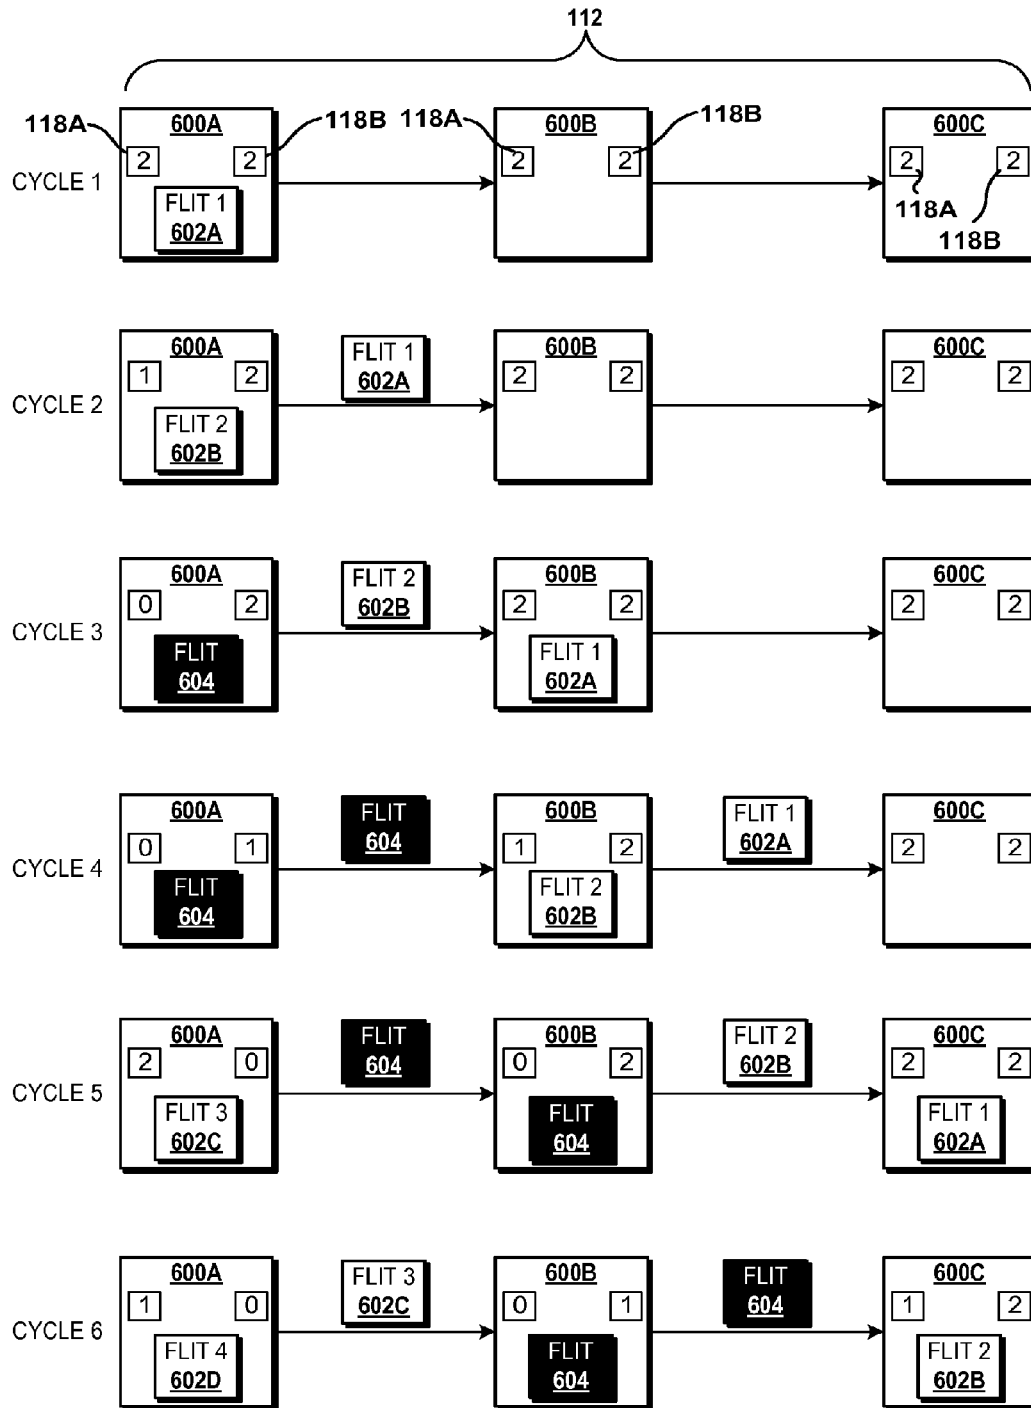 112
118A
600A
118B
118A
600B
118B
600C
2
2
2
2
2
2
CYCLE 1
FLIT 1
602A
118A
118B
600A
FLIT 1
602A
600B
600C
1
2
2
2
2
2
CYCLE 2
FLIT 2
602B
600A
FLIT 2
602B
600B
600C
0
2
2
2
2
2
CYCLE 3
FLIT
604
FLIT 1
602A
600A
FLIT
604
600B
FLIT 1
602A
600C
0
1
1
2
2
2
CYCLE 4
FLIT
604
FLIT 2
602B
600A
FLIT
604
600B
FLIT 2
602B
600C
2
0
0
2
2
2
CYCLE 5
FLIT 3
602C
FLIT
604
FLIT 1
602A
600A
FLIT 3
602C
600B
FLIT
604
600C
1
0
0
1
1
2
CYCLE 6
FLIT 4
602D
FLIT
604
FLIT 2
602B